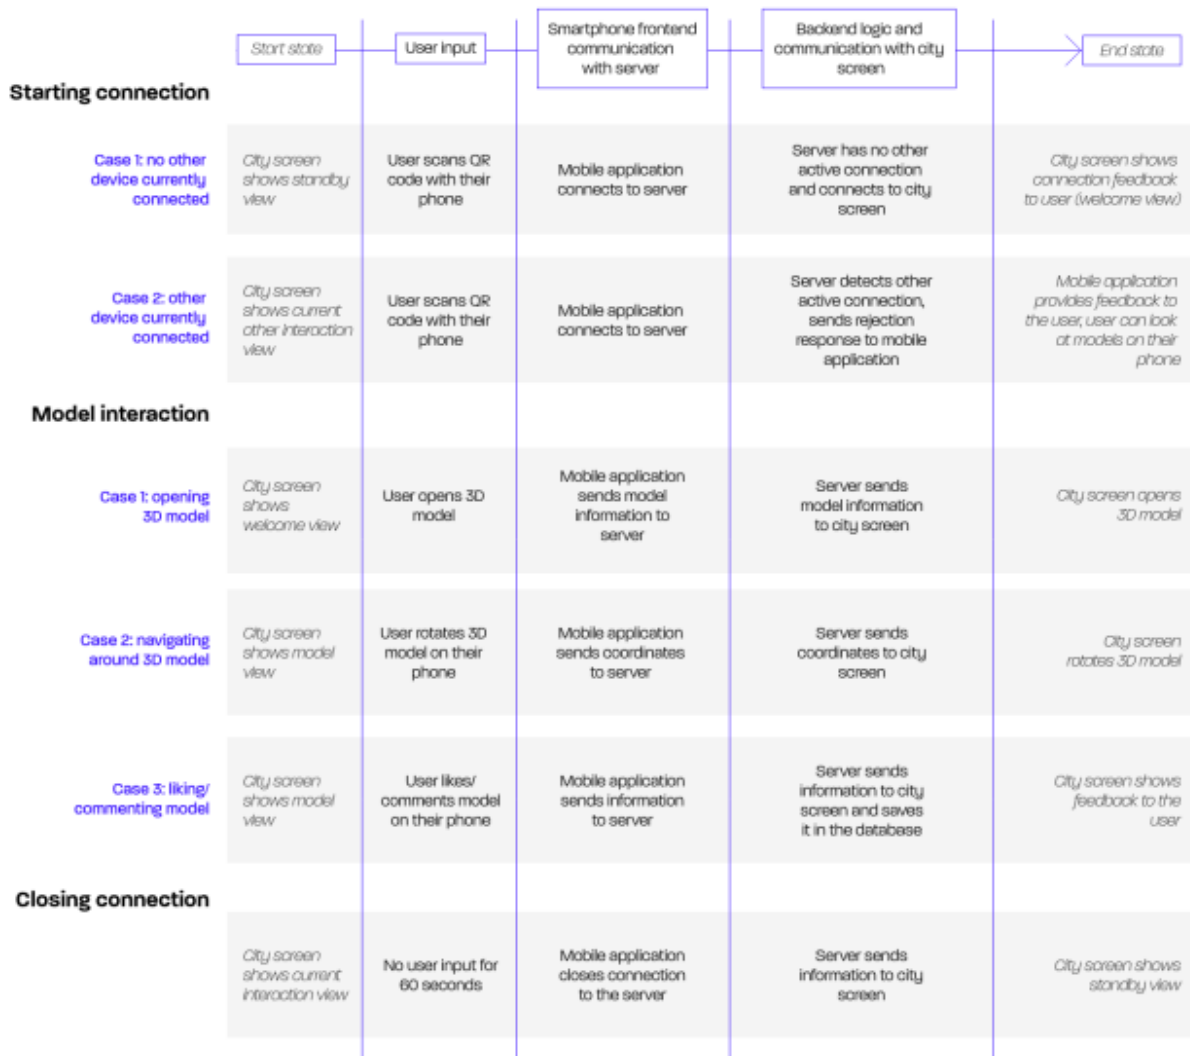 Start state
User input
Smartphone frontend
communication
with server
Backend logic and
communication with city
screen
End state
Starting connection
Case 1: no other
device currently
connected
City screen
shows standby
view
User scans QR
code with their
phone
Mobile application
connects to server
Server has no other
active connection
and connects to city
screen
City screen shows
connection feedback
to user (welcome view)
Case 2: other
device currently
connected
City screen
shows current
other interaction
view
User scans QR
code with their
phone
Mobile application
connects to server
Server detects other
active connection,
sends rejection
response to mobile
application
Mobile application
provides feedback to
the user, user can look
at models on their
phone
Model interaction
Case 1: opening
3D model
City screen
shows
welcome view
User opens 3D
model
Mobile application
sends model
information to
server
Server sends
model information
to city screen
City screen opens
3D model
Case 2: navigating
around 3D model
City screen
shows model
view
User rotates 3D
model on their
phone
Mobile application
sends coordinates
to server
Server sends
coordinates to city
screen
City screen
rotates 3D model
Case 3: liking/
commenting model
City screen
shows model
view
User likes/
comments model
on their phone
Mobile application
sends information
to server
Server sends
information to city
screen and saves
it in the database
City screen shows
feedback to the
user
Closing connection
City screen
shows current
interaction view
No user input for
60 seconds
Mobile application
closes connection
to the server
Server sends
information to city
screen
City screen shows
standby view